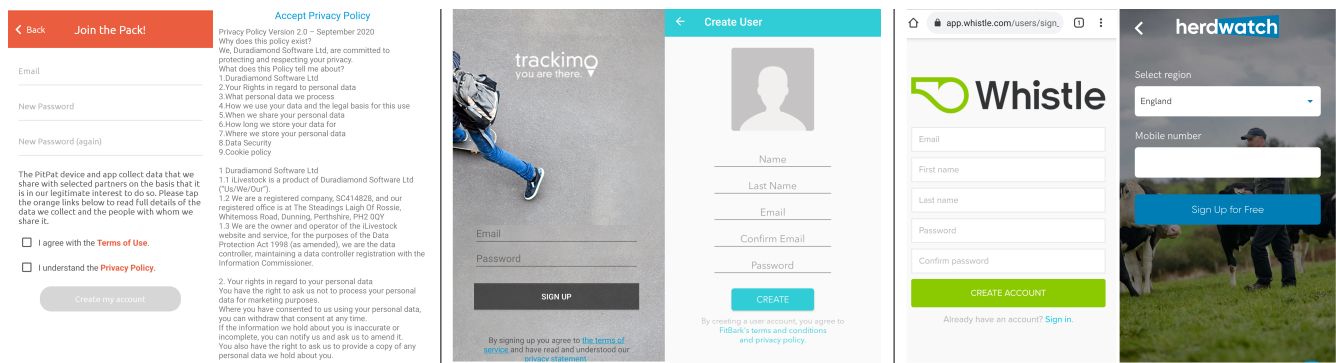 Back
Join the Pack!
Email
New Password
New Password (again)
The PitPat device and app collect data that we
share with selected partners on the basis that it
is in our legitimate interest to do so. Please tap
the orange links below to read full details of the
data we collect and the people with whom we
share it.
I agree with the Terms of Use.
I understand the Privacy Policy.
Create my account
Accept Privacy Policy
Privacy Policy Version 2.0 – September 2020
Why does this policy exist?
We, Duradiamond Software Ltd, are committed to
protecting and respecting your privacy.
What does this Policy tell me about?
1.Duradiamond Software Ltd
2.Your Rights in regard to personal data
3.What personal data we process
4.How we use your data and the legal basis for this use
5.When we share your personal data
6.How long we store your data for
7.Where we store your personal data
8.Data Security
9.Cookie policy
1 Duradiamond Software Ltd
1.1 iLivestock is a product of Duradiamond Software Ltd
("Us/We/Our").
1.2 We are a registered company, SC414828, and our
registered office is at The Steadings Laigh Of Rossie,
Whitemoss Road, Dunning, Perthshire, PH2 0QY
1.3 We are the owner and operator of the iLivestock
website and service, for the purposes of the Data
Protection Act 1998 (as amended), we are the data
controller, maintaining a data controller registration with the
Information Commissioner.
2. Your rights in regard to your personal data
You have the right to ask us not to process your personal
data for marketing purposes.
Where you have consented to us using your personal data,
you can withdraw that consent at any time.
If the information we hold about you is inaccurate or
incomplete, you can notify us and ask us to amend it.
You also have the right to ask us to provide a copy of any
personal data we hold about you.
trackimo
you are there.
Email
Password
SIGN UP
By signing up you agree to the terms of
service and have read and understood our
privacy statement
Create User
Name
Last Name
Email
Confirm Email
Password
CREATE
By creating a user account, you agree to
FitBark's terms and conditions
and privacy policy.
app.whistle.com/users/sign_
1
Whistle
Email
First name
Last name
Password
Confirm password
CREATE ACCOUNT
Already have an account? Sign in.
herdwatch
Select region
England
Mobile number
Sign Up for Free